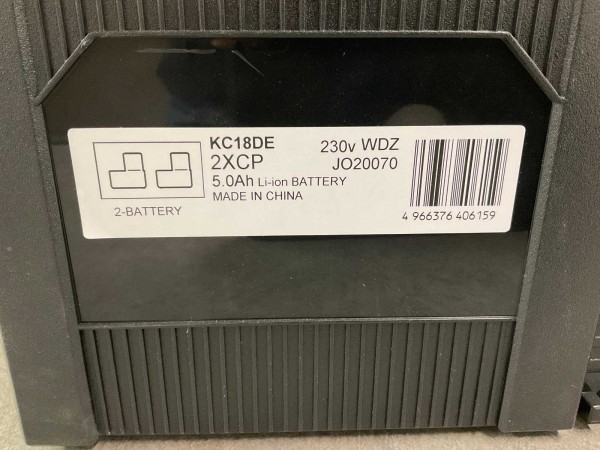 KC18DE 230v WDZ
2XCP JO20070
5.0Ah Li-ion BATTERY
MADE IN CHINA
2-BATTERY
4 966376 406159